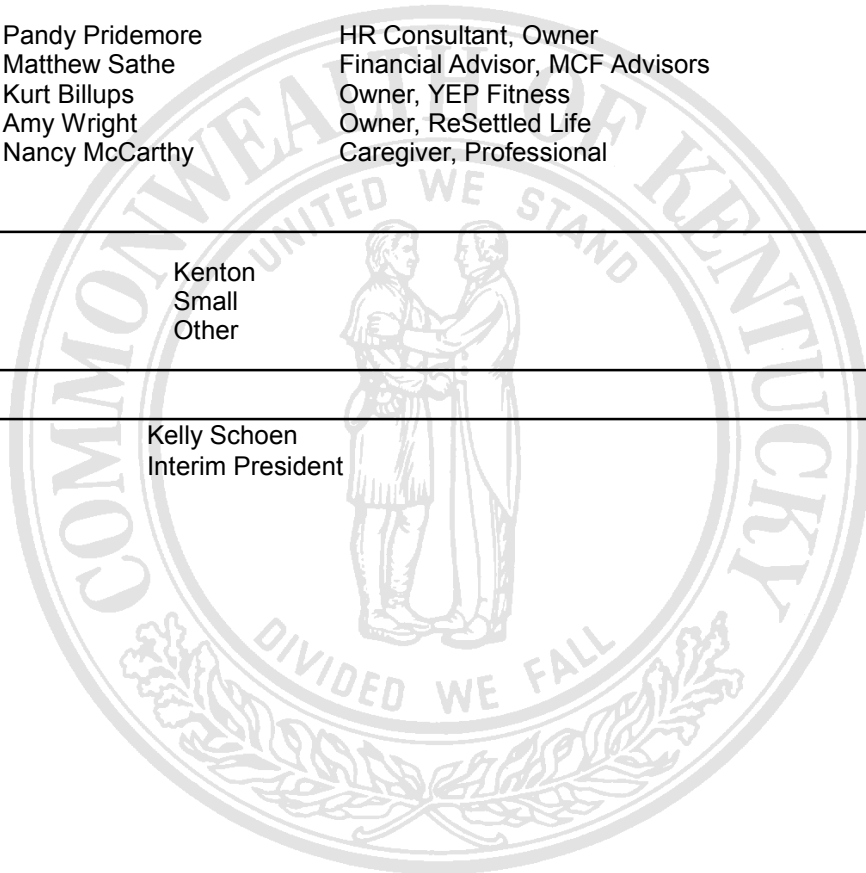 Pandy Pridemore HR Consultant, Owner
Matthew Sathe Financial Advisor, MCF Advisors
Kurt Billups Owner, YEP Fitness
Amy Wright Owner, ReSettled Life
Nancy McCarthy Caregiver, Professional
Kenton
Small
Other
Kelly Schoen
Interim President
COMMONWEALTH OF KENTUCKY
UNITED WE STAND
DIVIDED WE FALL